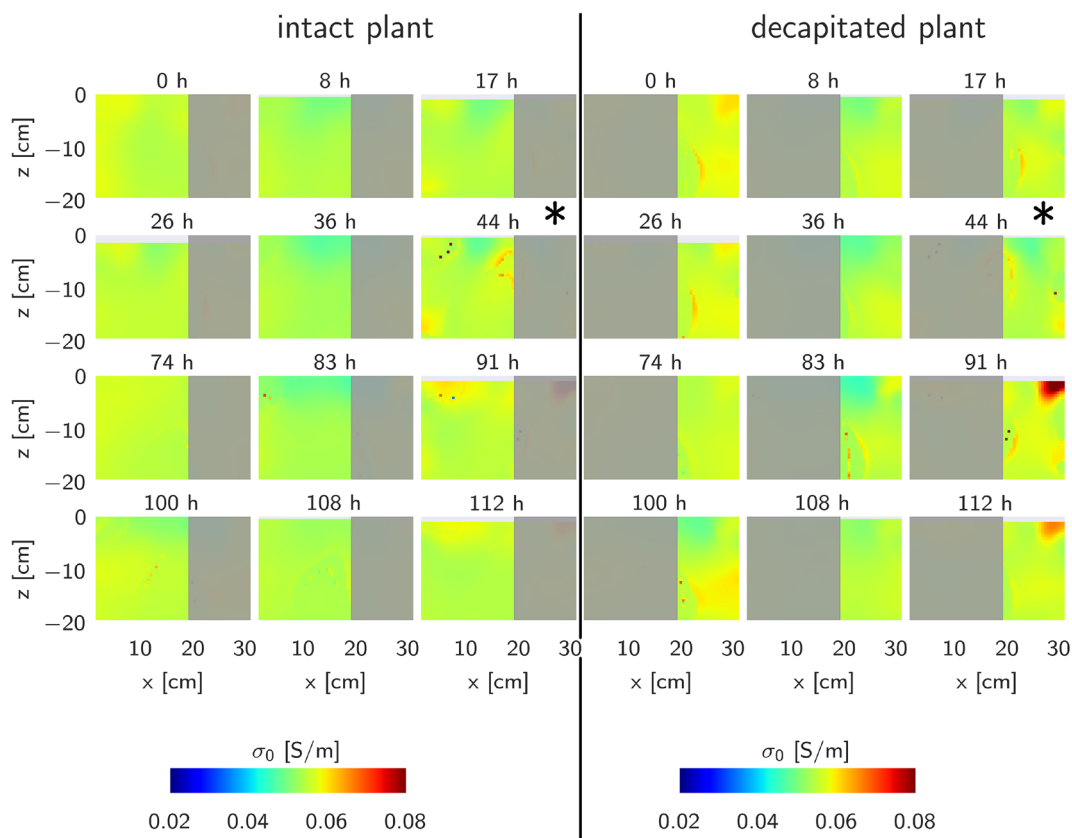 intact plant decapitated plant
0 h 8 h 17 h 0 h 8 h 17 h
0
−10
−20
z [cm]
* *
26 h 36 h 44 h 26 h 36 h 44 h
0
−10
−20
z [cm]
74 h 83 h 91 h 74 h 83 h 91 h
0
−10
−20
z [cm]
100 h 108 h 112 h 100 h 108 h 112 h
0
−10
−20
z [cm]
10 20 30 10 20 30 10 20 30 10 20 30 10 20 30 10 20 30
x [cm] x [cm] x [cm] x [cm] x [cm] x [cm]
σ₀ [S/m] σ₀ [S/m]
0.02 0.04 0.06 0.08 0.02 0.04 0.06 0.08